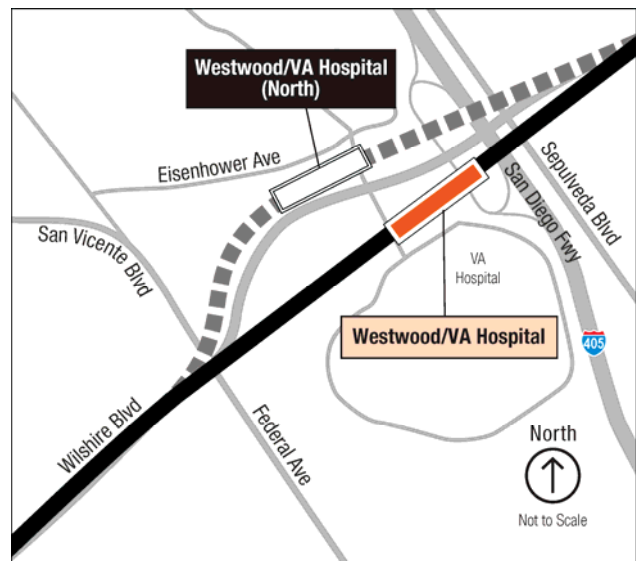 Westwood/VA Hospital
(North)
Eisenhower Ave
Sepulveda Blvd
San Diego Fwy
San Vicente Blvd
VA
Hospital
Westwood/VA Hospital
405
Wilshire Blvd
Federal Ave
North
Not to Scale